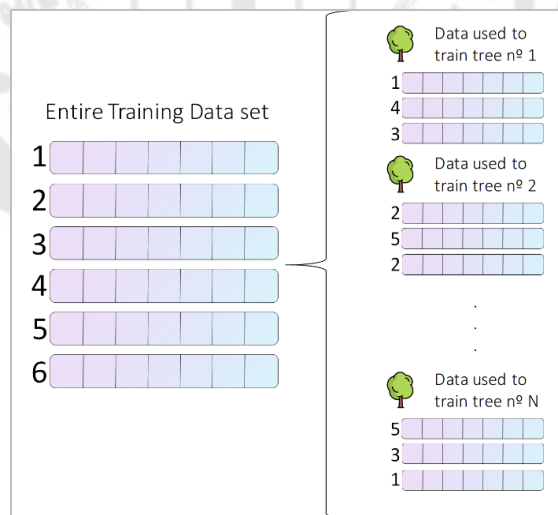 Entire Training Data set
1
2
3
4
5
6
Data used to
train tree nº 1
1
4
3
Data used to
train tree nº 2
2
5
2
.
.
.
Data used to
train tree nº N
5
3
1